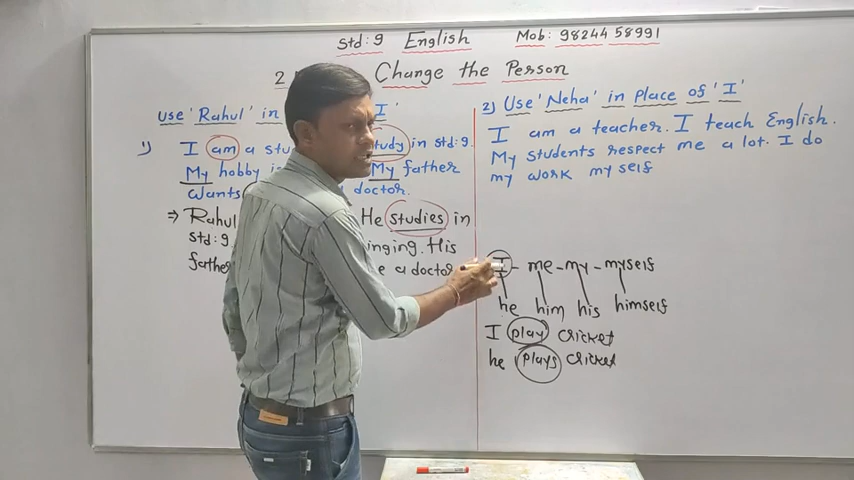 Std: 9 English Mob: 98244 58991
2 Change the Person
Use 'Rahul' in I'
1) I am a stu tudy in std: 9.
My hobby i My father
wants doctor.
⇒ Rahul He studies in
Std: 9 inging. His
father e a doctor
2) Use 'Neha' in place of 'I'
I am a teacher. I teach English.
My students respect me a lot. I do
my work my self
I - me - my - myself
he him his himself
I play cricket
he plays cricket